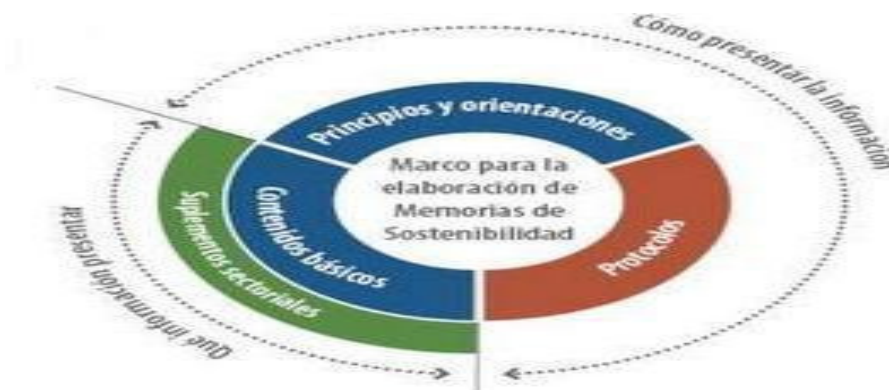 Cómo presentar la información
Principios y orientaciones
Marco para la
elaboración de
Memorias de
Sostenibilidad
Contenidos básicos
Suplementos sectoriales
Protocolos
Qué información presentar